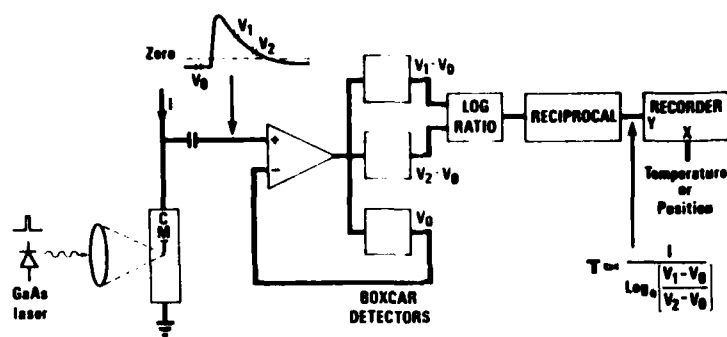 V₁
V₂
Zero
V₀
I
+
−
V₁-V₀
V₂-V₀
V₀
LOG
RATIO
RECIPROCAL
RECORDER
Y
X
Temperature
or
Position
C
M
T
GaAs
laser
BOXCAR
DETECTORS
T ∝ 1
Logₑ [V₁-V₀
V₂-V₀]